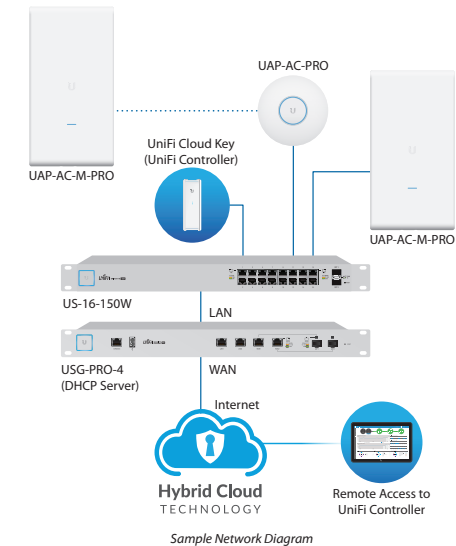 UAP-AC-PRO
UniFi Cloud Key
(UniFi Controller)
UAP-AC-M-PRO
UAP-AC-M-PRO
US-16-150W
LAN
USG-PRO-4
(DHCP Server)
WAN
Internet
Hybrid Cloud
TECHNOLOGY
Remote Access to
UniFi Controller
Sample Network Diagram